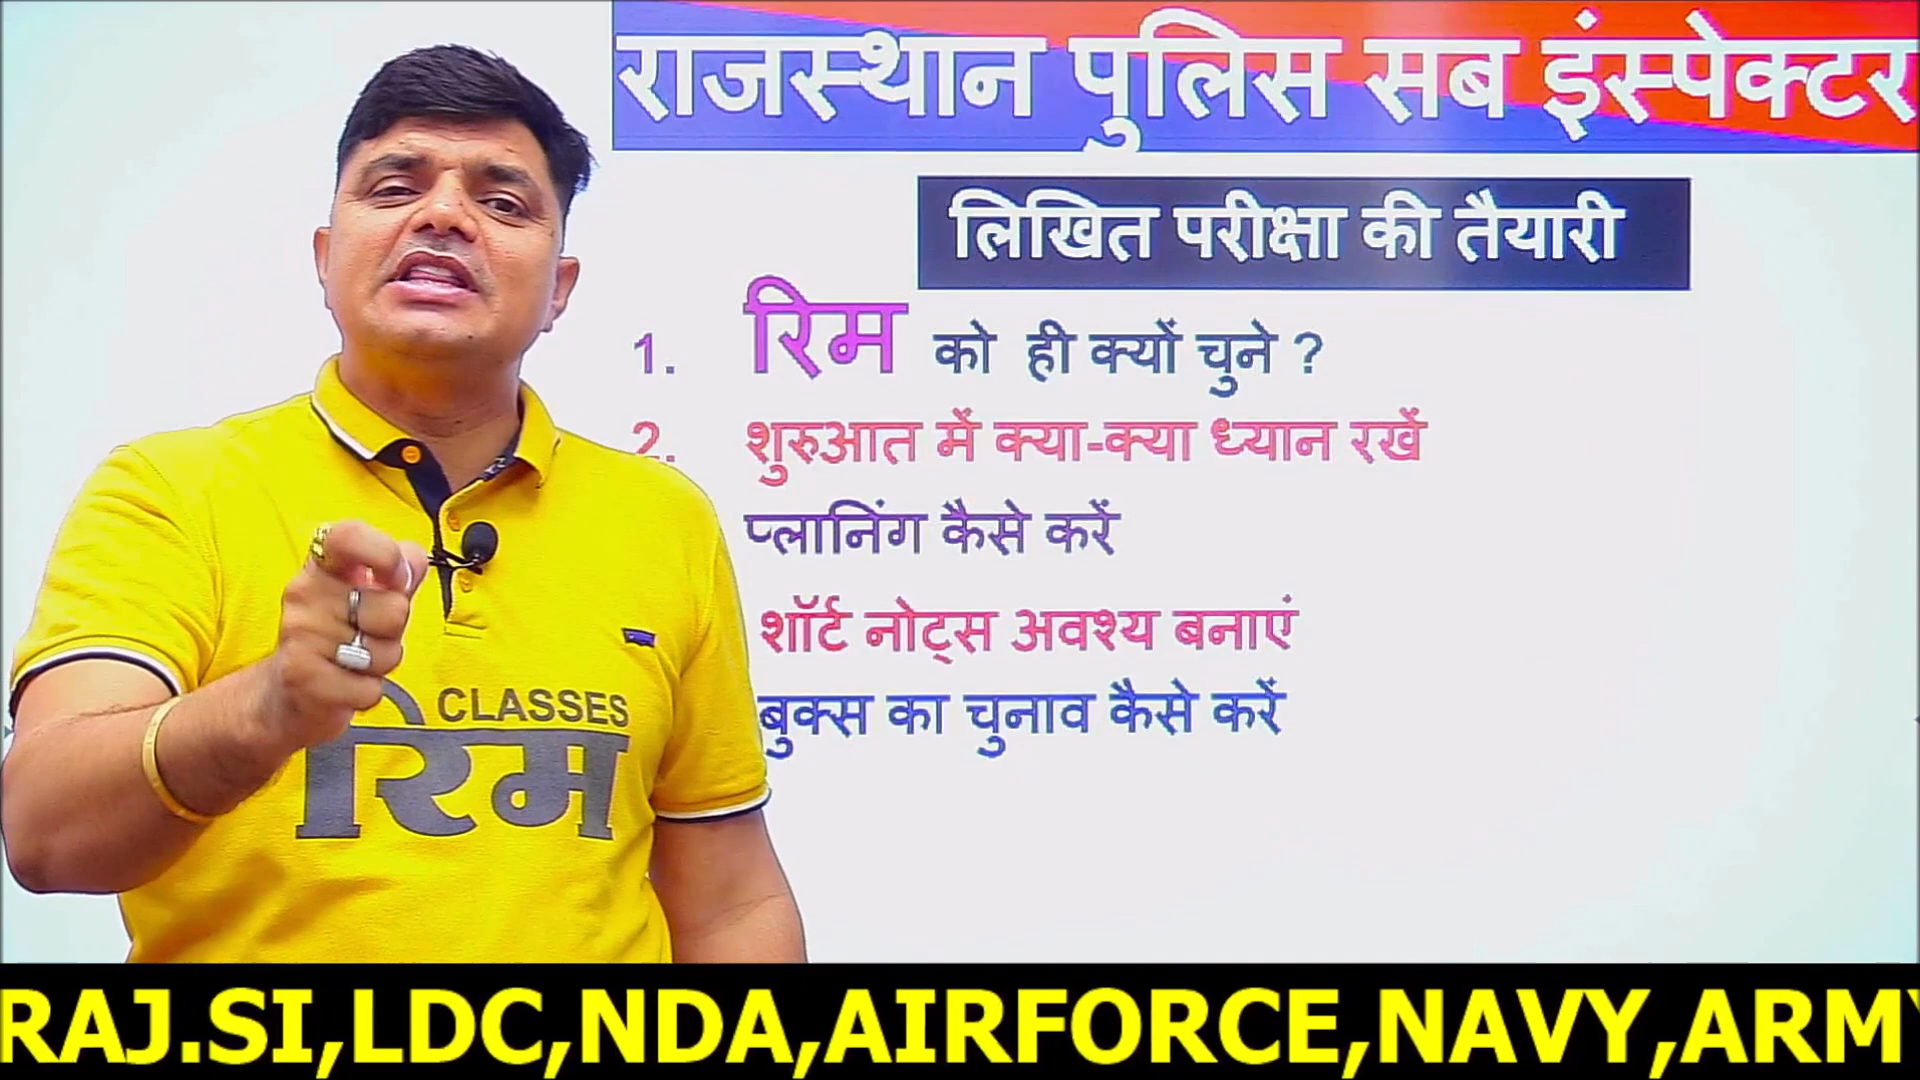 राजस्थान पुलिस सब इंस्पेक्टर
लिखित परीक्षा की तैयारी
1. रिम को ही क्यों चुने ?
2. शुरुआत में क्या-क्या ध्यान रखें
प्लानिंग कैसे करें
शॉर्ट नोट्स अवश्य बनाएं
बुक्स का चुनाव कैसे करें
CLASSES
रिम
RAJ.SI,LDC,NDA,AIRFORCE,NAVY,ARMY